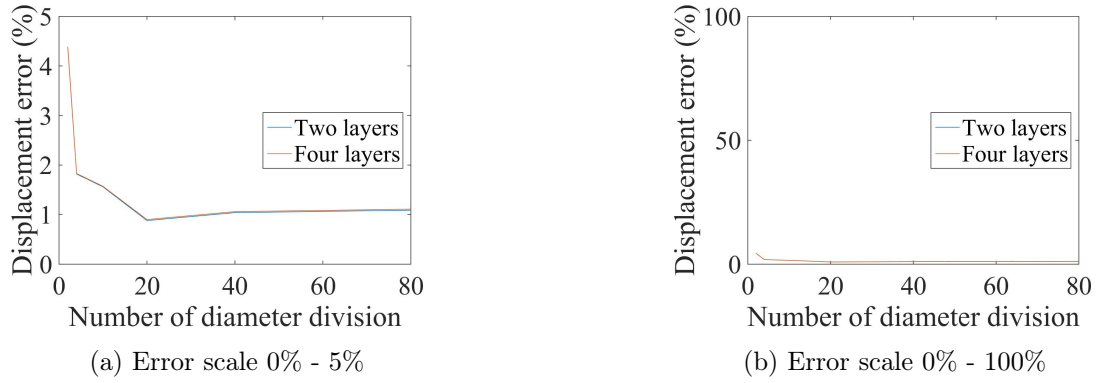 Displacement error (%)
5
4
3
2
1
0
Two layers
Four layers
0 20 40 60 80
Number of diameter division
(a) Error scale 0% - 5%
Displacement error (%)
100
50
0
Two layers
Four layers
0 20 40 60 80
Number of diameter division
(b) Error scale 0% - 100%